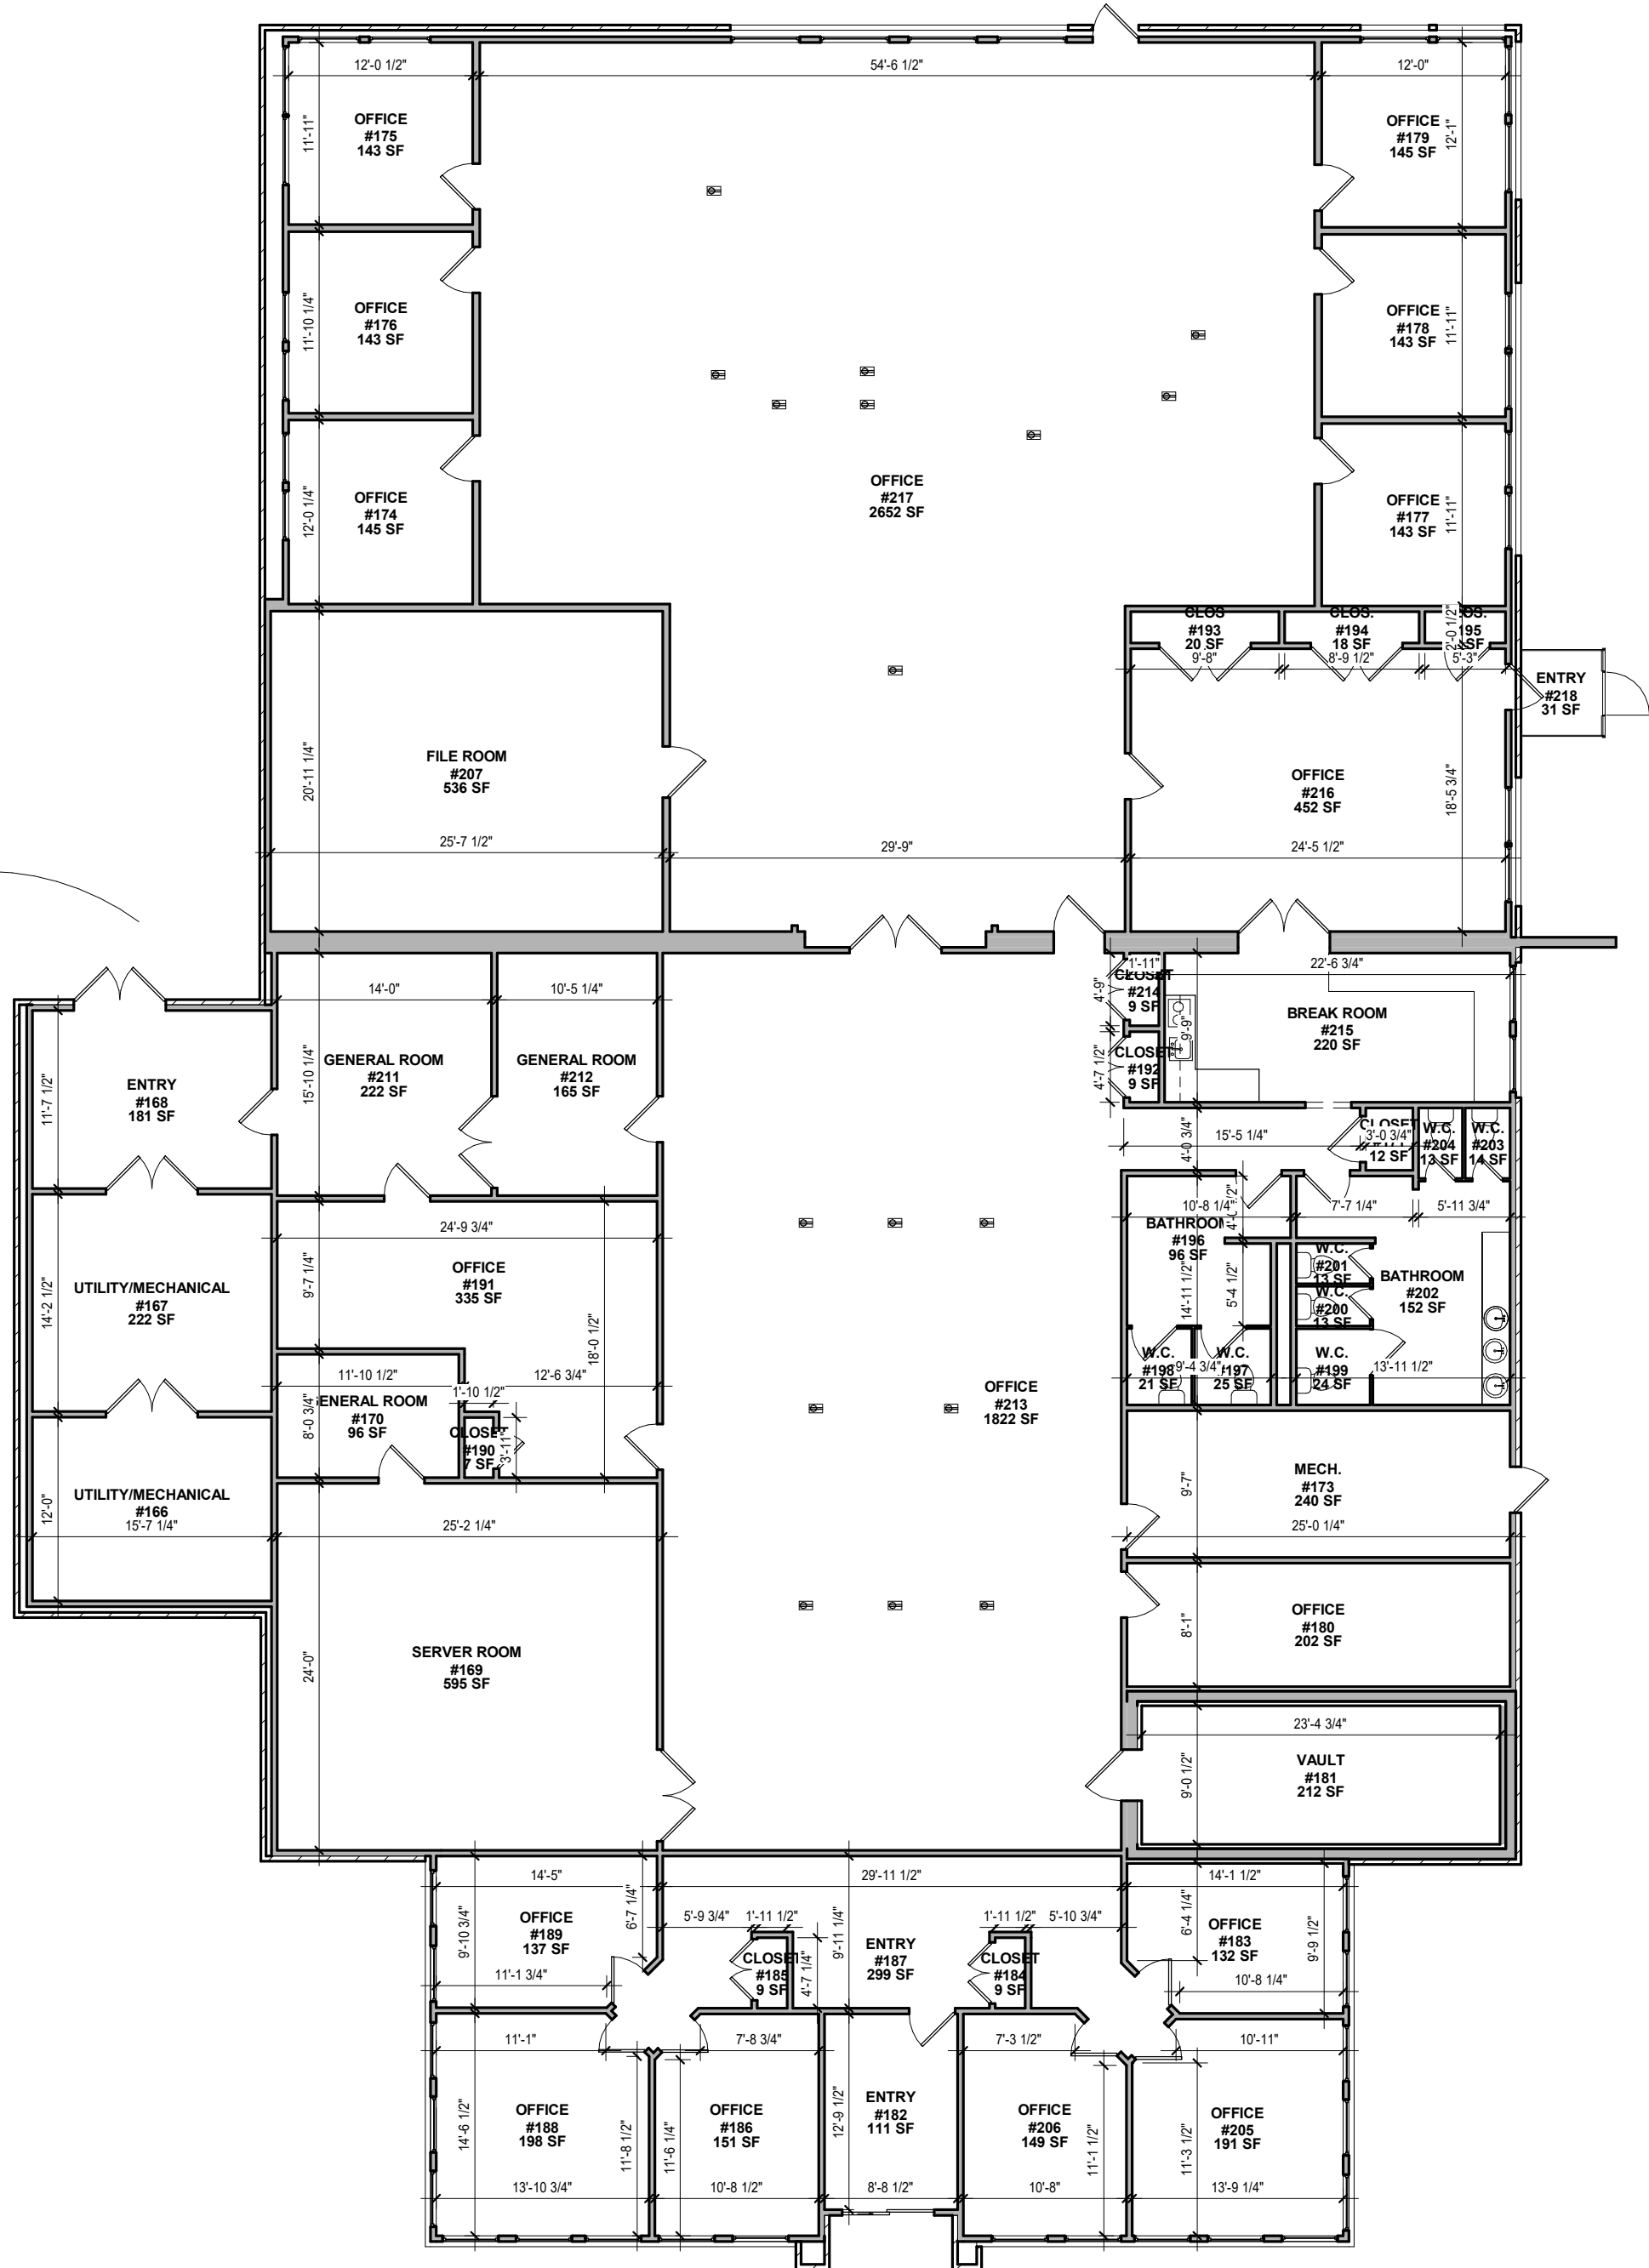 12'-0 1/2"
54'-6 1/2"
12'-0"
OFFICE
#175
143 SF
11'-11"
OFFICE
#179
145 SF
12'-1"
OFFICE
#176
143 SF
11'-10 1/4"
OFFICE
#178
143 SF
11'-11"
OFFICE
#174
145 SF
12'-0 1/4"
OFFICE
#217
2652 SF
OFFICE
#177
143 SF
11'-11"
CLOS
#193
20 SF
9'-8"
CLOS.
#194
18 SF
8'-9 1/2"
OS.
195
SF
5'-3"
2'-0 1/2"
ENTRY
#218
31 SF
FILE ROOM
#207
536 SF
20'-11 1/4"
25'-7 1/2"
29'-9"
OFFICE
#216
452 SF
18'-5 3/4"
24'-5 1/2"
14'-0"
10'-5 1/4"
1'-11"
22'-6 3/4"
CLOSET
#214
9 SF
4'-9"
BREAK ROOM
#215
220 SF
9'-9"
CLOSET
#192
9 SF
4'-7 1/2"
ENTRY
#168
181 SF
11'-7 1/2"
GENERAL ROOM
#211
222 SF
15'-10 1/4"
GENERAL ROOM
#212
165 SF
15'-5 1/4"
4'-0 3/4"
CLOSET
3'-0 3/4"
12 SF
W.C.
#204
13 SF
W.C.
#203
14 SF
10'-8 1/4"
7'-7 1/4"
5'-11 3/4"
BATHROOM
#196
96 SF
14'-11 1/2"
5'-4 1/2"
W.C.
#201
13 SF
W.C.
#200
13 SF
BATHROOM
#202
152 SF
24'-9 3/4"
OFFICE
#191
335 SF
9'-7 1/4"
18'-0 1/2"
UTILITY/MECHANICAL
#167
222 SF
14'-2 1/2"
W.C.
#198
21 SF
9'-4 3/4"
W.C.
#197
25 SF
W.C.
#199
24 SF
13'-11 1/2"
11'-10 1/2"
12'-6 3/4"
1'-10 1/2"
ENERAL ROOM
#170
96 SF
8'-0 3/4"
CLOSET
#190
7 SF
3'-11"
OFFICE
#213
1822 SF
MECH.
#173
240 SF
9'-7"
25'-0 1/4"
UTILITY/MECHANICAL
#166
15'-7 1/4"
12'-0"
25'-2 1/4"
SERVER ROOM
#169
595 SF
24'-0"
OFFICE
#180
202 SF
8'-1"
23'-4 3/4"
VAULT
#181
212 SF
9'-0 1/2"
14'-5"
29'-11 1/2"
14'-1 1/2"
OFFICE
#189
137 SF
9'-10 3/4"
6'-7 1/4"
11'-1 3/4"
5'-9 3/4"
1'-11 1/2"
CLOSET
#185
9 SF
4'-7 1/4"
9'-11 1/4"
ENTRY
#187
299 SF
1'-11 1/2"
5'-10 3/4"
CLOSET
#184
9 SF
6'-4 1/4"
OFFICE
#183
132 SF
9'-9 1/2"
10'-8 1/4"
11'-1"
7'-8 3/4"
7'-3 1/2"
10'-11"
OFFICE
#188
198 SF
14'-6 1/2"
11'-8 1/2"
OFFICE
#186
151 SF
11'-6 1/4"
ENTRY
#182
111 SF
12'-9 1/2"
OFFICE
#206
149 SF
11'-1 1/2"
OFFICE
#205
191 SF
11'-3 1/2"
13'-10 3/4"
10'-8 1/2"
8'-8 1/2"
10'-8"
13'-9 1/4"